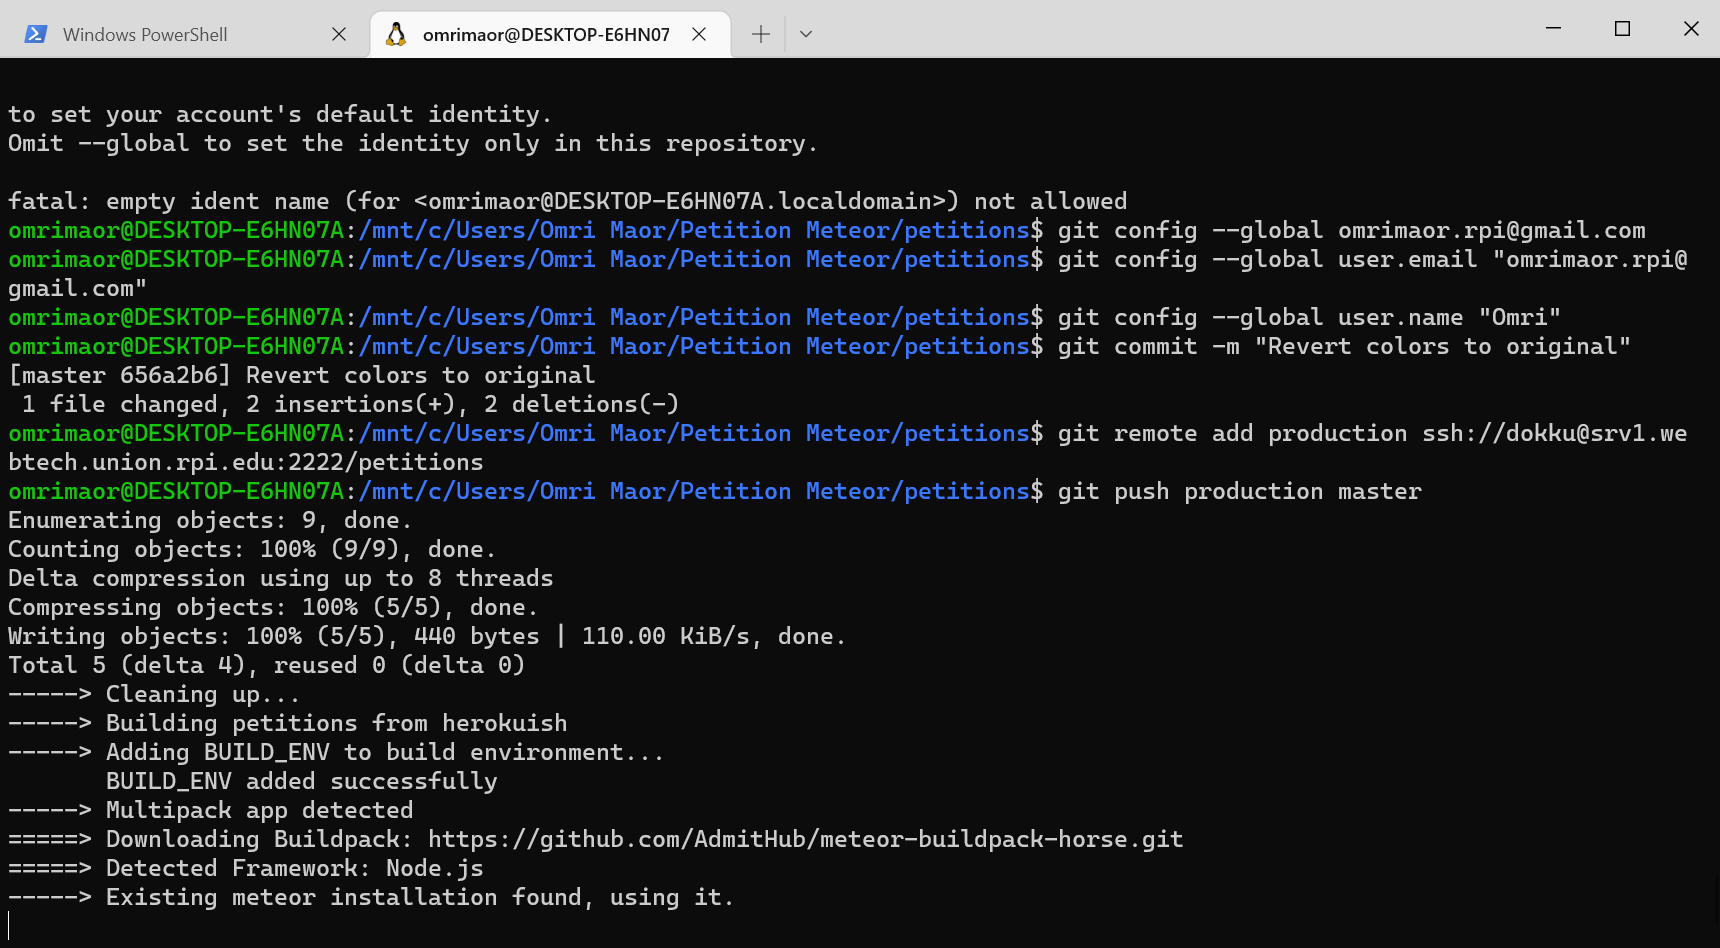 Windows PowerShell
omrimaor@DESKTOP-E6HN07
to set your account's default identity.
Omit --global to set the identity only in this repository.
fatal: empty ident name (for <omrimaor@DESKTOP-E6HN07A.localdomain>) not allowed
omrimaor@DESKTOP-E6HN07A:/mnt/c/Users/Omri Maor/Petition Meteor/petitions$ git config --global omrimaor.rpi@gmail.com
omrimaor@DESKTOP-E6HN07A:/mnt/c/Users/Omri Maor/Petition Meteor/petitions$ git config --global user.email "omrimaor.rpi@
gmail.com"
omrimaor@DESKTOP-E6HN07A:/mnt/c/Users/Omri Maor/Petition Meteor/petitions$ git config --global user.name "Omri"
omrimaor@DESKTOP-E6HN07A:/mnt/c/Users/Omri Maor/Petition Meteor/petitions$ git commit -m "Revert colors to original"
[master 656a2b6] Revert colors to original
 1 file changed, 2 insertions(+), 2 deletions(-)
omrimaor@DESKTOP-E6HN07A:/mnt/c/Users/Omri Maor/Petition Meteor/petitions$ git remote add production ssh://dokku@srv1.we
btech.union.rpi.edu:2222/petitions
omrimaor@DESKTOP-E6HN07A:/mnt/c/Users/Omri Maor/Petition Meteor/petitions$ git push production master
Enumerating objects: 9, done.
Counting objects: 100% (9/9), done.
Delta compression using up to 8 threads
Compressing objects: 100% (5/5), done.
Writing objects: 100% (5/5), 440 bytes | 110.00 KiB/s, done.
Total 5 (delta 4), reused 0 (delta 0)
-----> Cleaning up...
-----> Building petitions from herokuish
-----> Adding BUILD_ENV to build environment...
       BUILD_ENV added successfully
-----> Multipack app detected
=====> Downloading Buildpack: https://github.com/AdmitHub/meteor-buildpack-horse.git
=====> Detected Framework: Node.js
-----> Existing meteor installation found, using it.